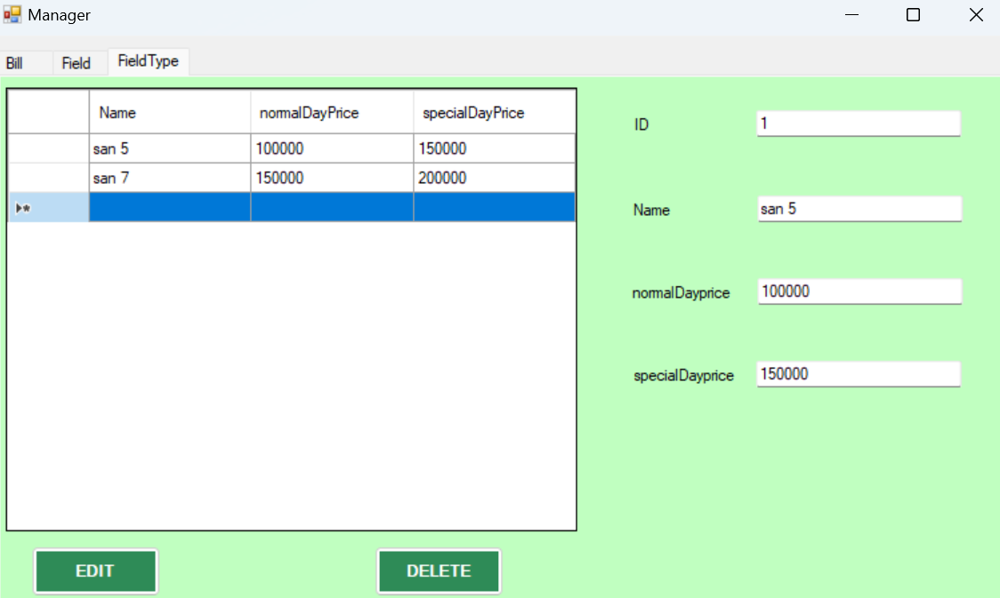 Manager
Bill Field FieldType
Name normalDayPrice specialDayPrice
san 5 100000 150000
san 7 150000 200000
ID 1
Name san 5
normalDayprice 100000
specialDayprice 150000
EDIT DELETE